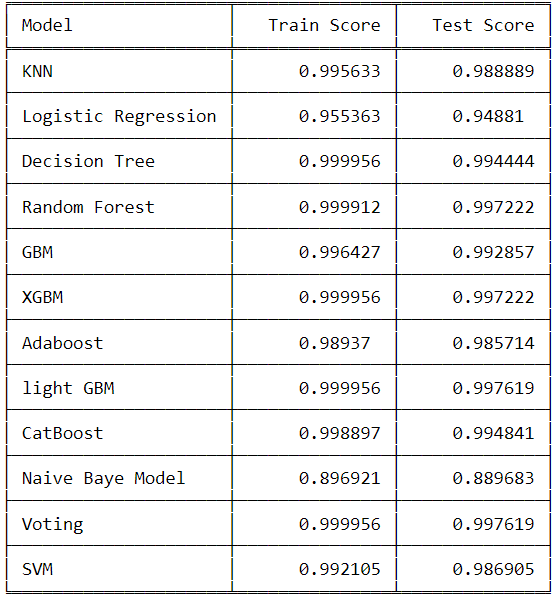 Model Train Score Test Score
KNN 0.995633 0.988889
Logistic Regression 0.955363 0.94881
Decision Tree 0.999956 0.994444
Random Forest 0.999912 0.997222
GBM 0.996427 0.992857
XGBM 0.999956 0.997222
Adaboost 0.98937 0.985714
light GBM 0.999956 0.997619
CatBoost 0.998897 0.994841
Naive Baye Model 0.896921 0.889683
Voting 0.999956 0.997619
SVM 0.992105 0.986905